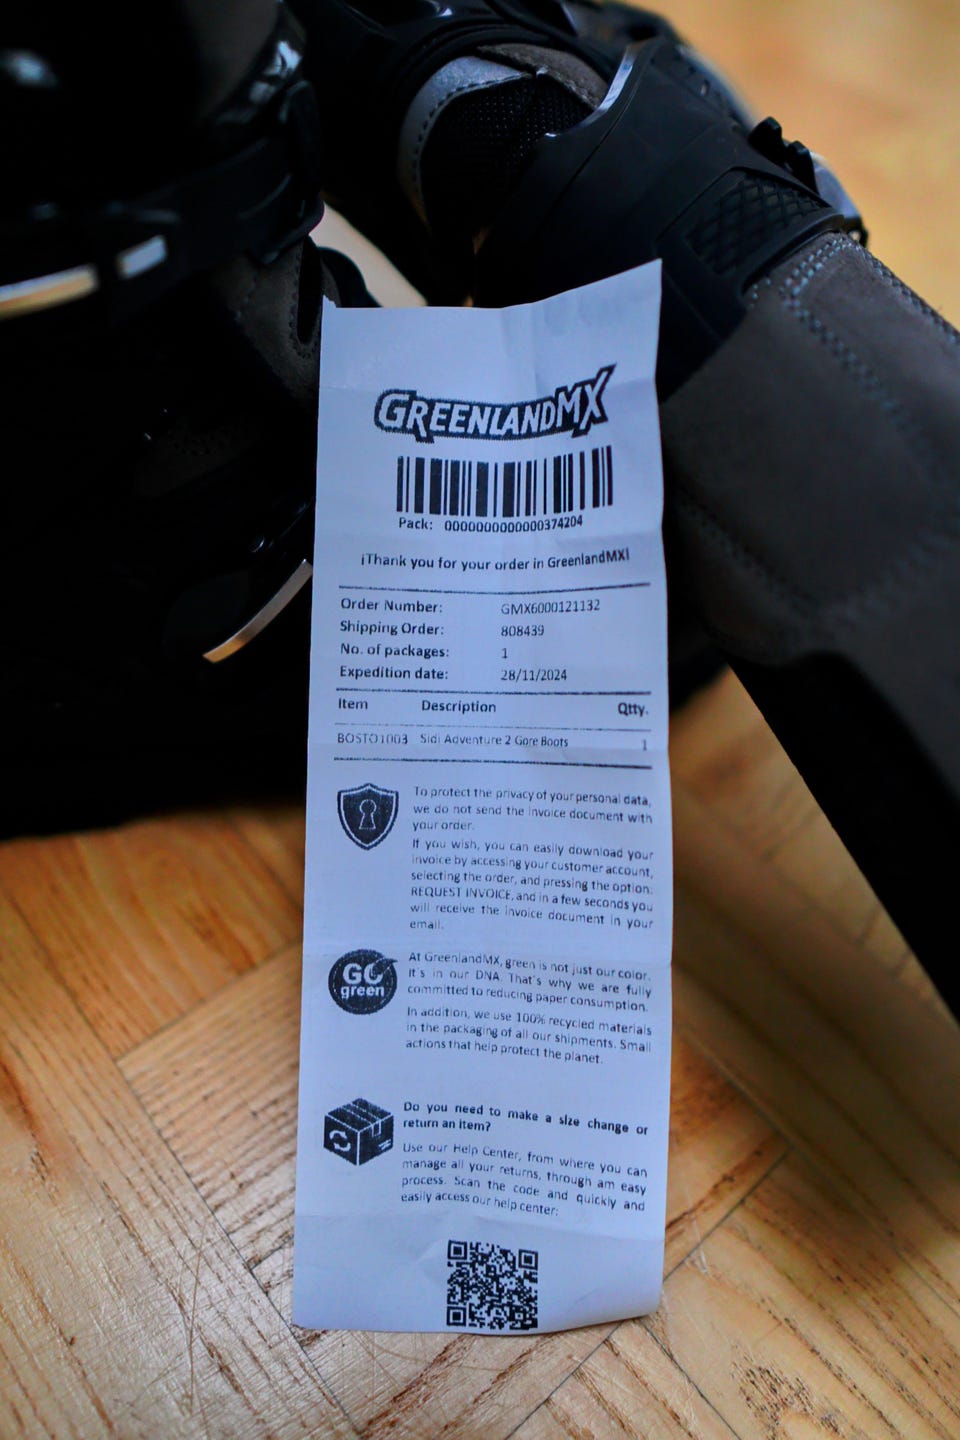 GREENLANDMX
Pack: 0000000000000374204
¡Thank you for your order in GreenlandMX!
Order Number: GMX6000121132
Shipping Order: 808439
No. of packages: 1
Expedition date: 28/11/2024
Item Description Qtty.
BOSTO1003 Sidi Adventure 2 Gore Boots 1
To protect the privacy of your personal data,
we do not send the invoice document with
your order.
If you wish, you can easily download your
invoice by accessing your customer account,
selecting the order, and pressing the option:
REQUEST INVOICE, and in a few seconds you
will receive the invoice document in your
email.
GO
green
At GreenlandMX, green is not just our color.
It's in our DNA. That's why we are fully
committed to reducing paper consumption.
In addition, we use 100% recycled materials
in the packaging of all our shipments. Small
actions that help protect the planet.
Do you need to make a size change or
return an item?
Use our Help Center, from where you can
manage all your returns, through am easy
process. Scan the code and quickly and
easily access our help center: